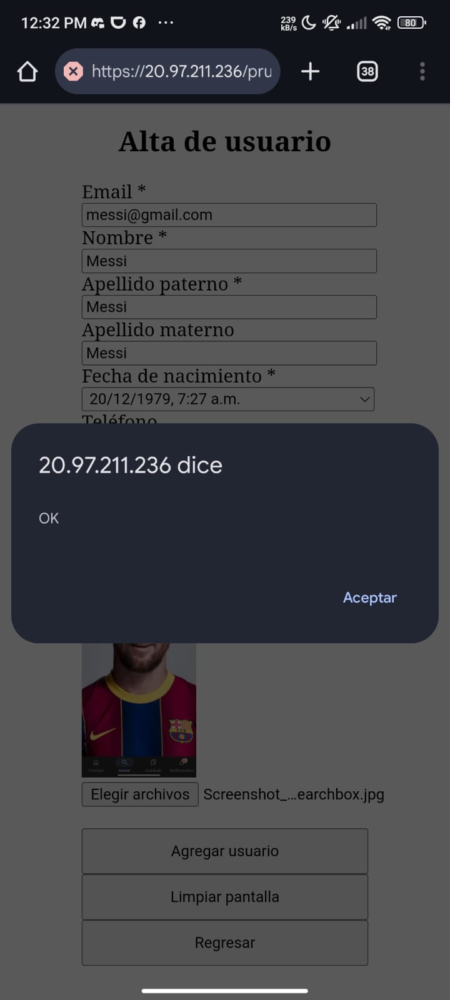 12:32 PM
239
kB/s
80
https://20.97.211.236/pru
38
Alta de usuario
Email *
messi@gmail.com
Nombre *
Messi
Apellido paterno *
Messi
Apellido materno
Messi
Fecha de nacimiento *
20/12/1979, 7:27 a.m.
Teléfono
20.97.211.236 dice
OK
Aceptar
Elegir archivos Screenshot_...earchbox.jpg
Agregar usuario
Limpiar pantalla
Regresar